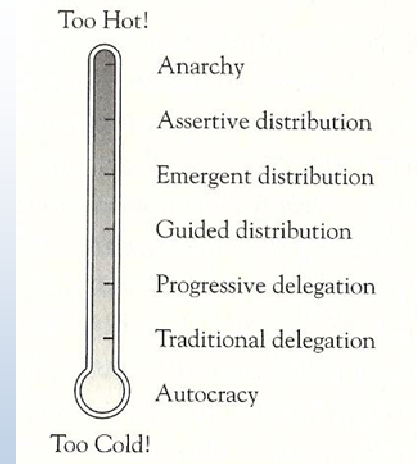 Too Hot!
Anarchy
Assertive distribution
Emergent distribution
Guided distribution
Progressive delegation
Traditional delegation
Autocracy
Too Cold!